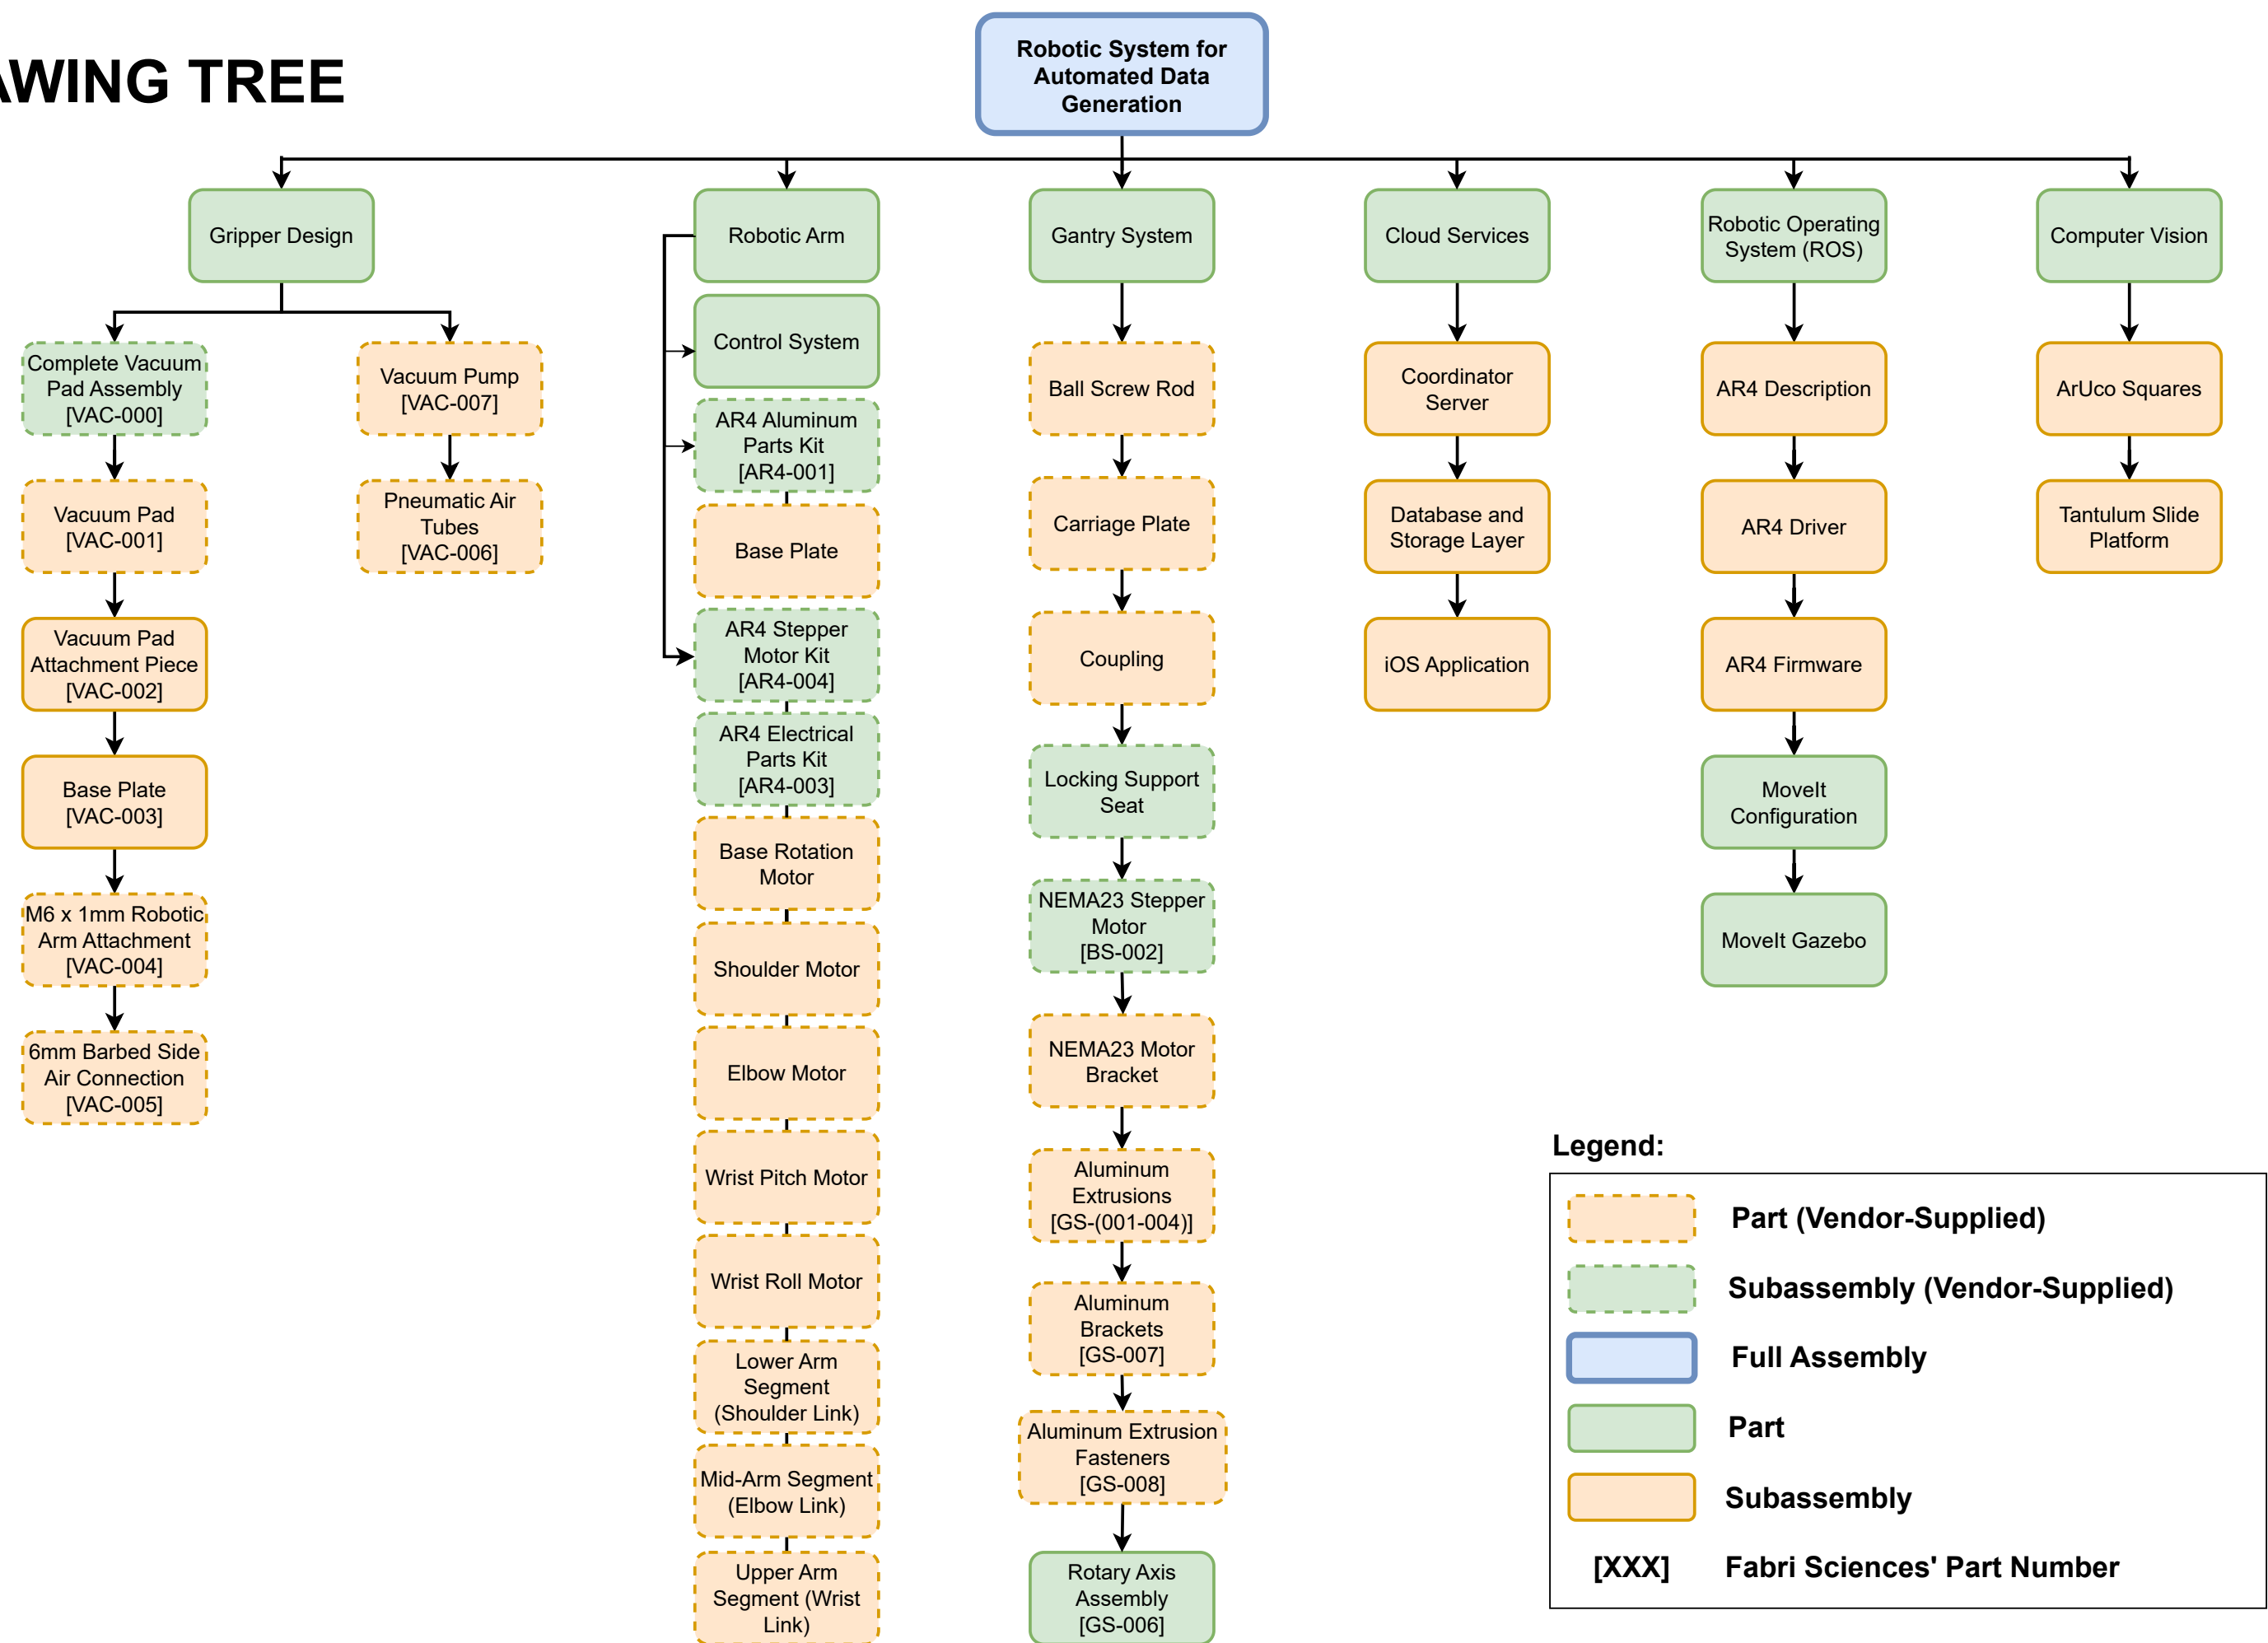 AWING TREE
Robotic System for
Automated Data
Generation
Gripper Design
Robotic Arm
Gantry System
Cloud Services
Robotic Operating
System (ROS)
Computer Vision
Complete Vacuum
Pad Assembly
[VAC-000]
Vacuum Pad
[VAC-001]
Vacuum Pad
Attachment Piece
[VAC-002]
Base Plate
[VAC-003]
M6 x 1mm Robotic
Arm Attachment
[VAC-004]
6mm Barbed Side
Air Connection
[VAC-005]
Vacuum Pump
[VAC-007]
Pneumatic Air
Tubes
[VAC-006]
Control System
AR4 Aluminum
Parts Kit
[AR4-001]
Base Plate
AR4 Stepper
Motor Kit
[AR4-004]
AR4 Electrical
Parts Kit
[AR4-003]
Base Rotation
Motor
Shoulder Motor
Elbow Motor
Wrist Pitch Motor
Wrist Roll Motor
Lower Arm
Segment
(Shoulder Link)
Mid-Arm Segment
(Elbow Link)
Upper Arm
Segment (Wrist
Link)
Ball Screw Rod
Carriage Plate
Coupling
Locking Support
Seat
NEMA23 Stepper
Motor
[BS-002]
NEMA23 Motor
Bracket
Aluminum
Extrusions
[GS-(001-004)]
Aluminum
Brackets
[GS-007]
Aluminum Extrusion
Fasteners
[GS-008]
Rotary Axis
Assembly
[GS-006]
Coordinator
Server
Database and
Storage Layer
iOS Application
AR4 Description
AR4 Driver
AR4 Firmware
MoveIt
Configuration
MoveIt Gazebo
ArUco Squares
Tantulum Slide
Platform
Legend:
Part (Vendor-Supplied)
Subassembly (Vendor-Supplied)
Full Assembly
Part
Subassembly
[XXX] Fabri Sciences' Part Number